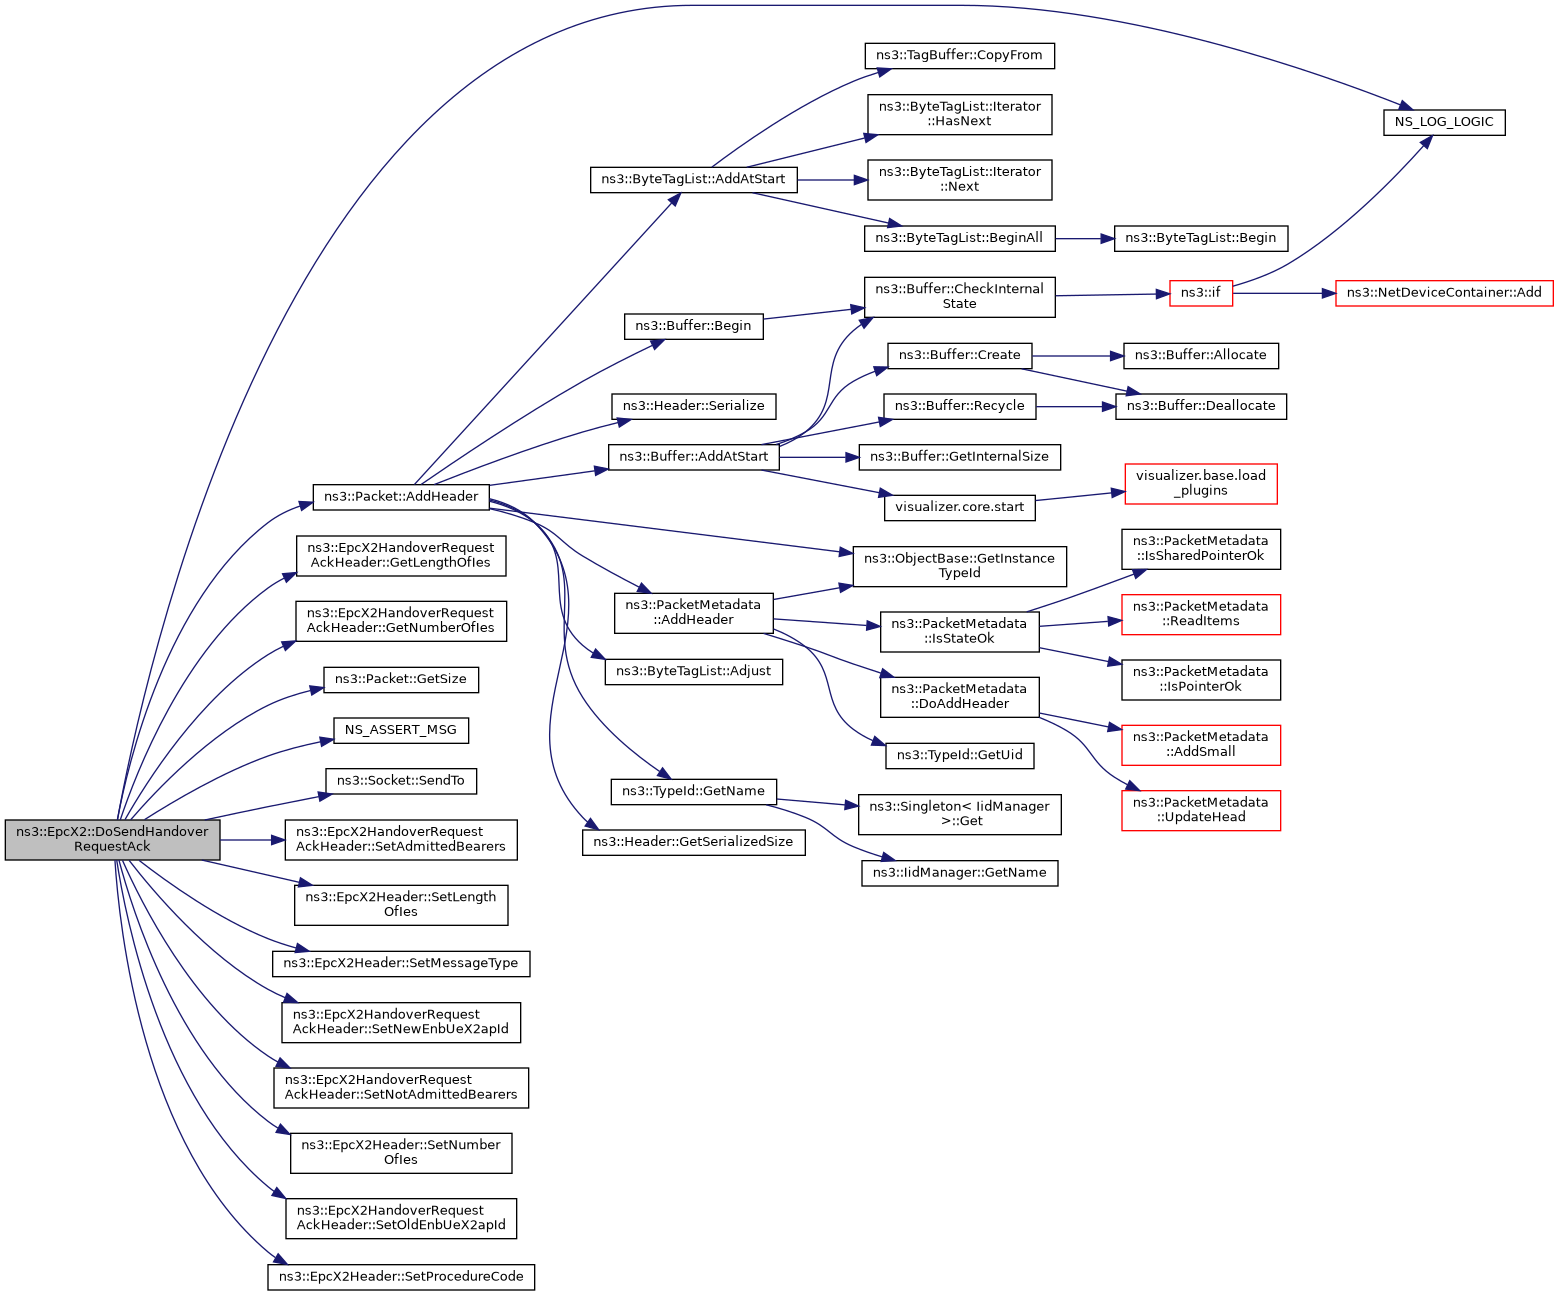 ns3::EpcX2::DoSendHandover
RequestAck
NS_LOG_LOGIC
ns3::Packet::AddHeader
ns3::EpcX2HandoverRequest
AckHeader::GetLengthOfIes
ns3::EpcX2HandoverRequest
AckHeader::GetNumberOfIes
ns3::Packet::GetSize
NS_ASSERT_MSG
ns3::Socket::SendTo
ns3::EpcX2HandoverRequest
AckHeader::SetAdmittedBearers
ns3::EpcX2Header::SetLength
OfIes
ns3::EpcX2Header::SetMessageType
ns3::EpcX2HandoverRequest
AckHeader::SetNewEnbUeX2apId
ns3::EpcX2HandoverRequest
AckHeader::SetNotAdmittedBearers
ns3::EpcX2Header::SetNumber
OfIes
ns3::EpcX2HandoverRequest
AckHeader::SetOldEnbUeX2apId
ns3::EpcX2Header::SetProcedureCode
ns3::ByteTagList::AddAtStart
ns3::Buffer::Begin
ns3::Header::Serialize
ns3::Buffer::AddAtStart
ns3::PacketMetadata
::AddHeader
ns3::ByteTagList::Adjust
ns3::TypeId::GetName
ns3::Header::GetSerializedSize
ns3::TagBuffer::CopyFrom
ns3::ByteTagList::Iterator
::HasNext
ns3::ByteTagList::Iterator
::Next
ns3::ByteTagList::BeginAll
ns3::Buffer::CheckInternal
State
ns3::Buffer::Create
ns3::Buffer::Recycle
ns3::Buffer::GetInternalSize
visualizer.core.start
ns3::ObjectBase::GetInstance
TypeId
ns3::PacketMetadata
::IsStateOk
ns3::PacketMetadata
::DoAddHeader
ns3::TypeId::GetUid
ns3::Singleton< IidManager
>::Get
ns3::IidManager::GetName
ns3::ByteTagList::Begin
ns3::if
ns3::NetDeviceContainer::Add
ns3::Buffer::Allocate
ns3::Buffer::Deallocate
visualizer.base.load
_plugins
ns3::PacketMetadata
::IsSharedPointerOk
ns3::PacketMetadata
::ReadItems
ns3::PacketMetadata
::IsPointerOk
ns3::PacketMetadata
::AddSmall
ns3::PacketMetadata
::UpdateHead